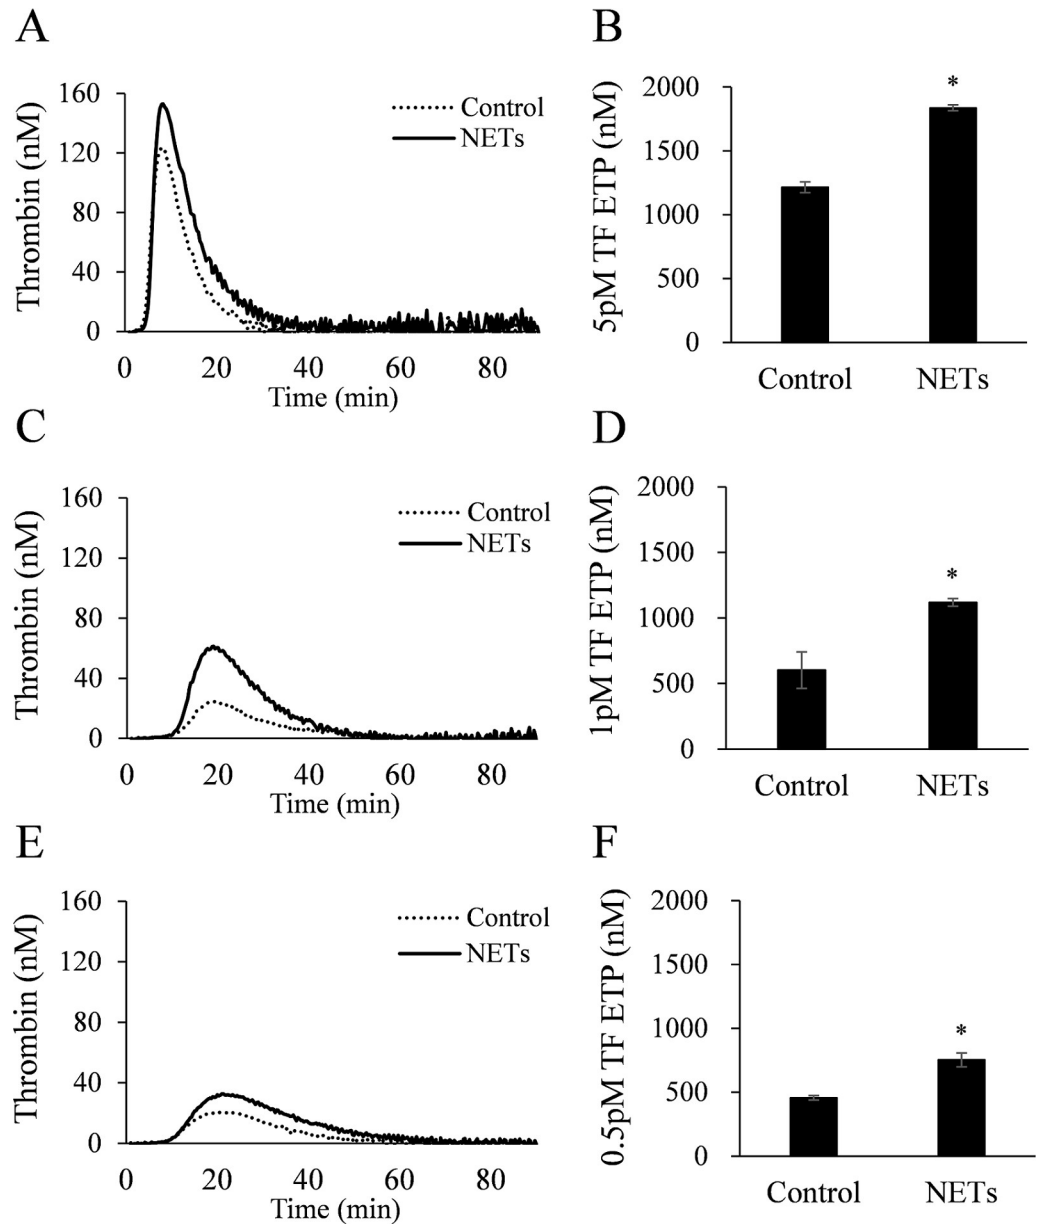 A
Thrombin (nM)
160
120
80
40
0
Control
NETs
0 20 40 60 80
Time (min)
B
5pM TF ETP (nM)
2000
1500
1000
500
0
*
Control NETs
C
Thrombin (nM)
160
120
80
40
0
Control
NETs
0 20 40 60 80
Time (min)
D
1pM TF ETP (nM)
2000
1500
1000
500
0
*
Control NETs
E
Thrombin (nM)
160
120
80
40
0
Control
NETs
0 20 40 60 80
Time (min)
F
0.5pM TF ETP (nM)
2000
1500
1000
500
0
*
Control NETs